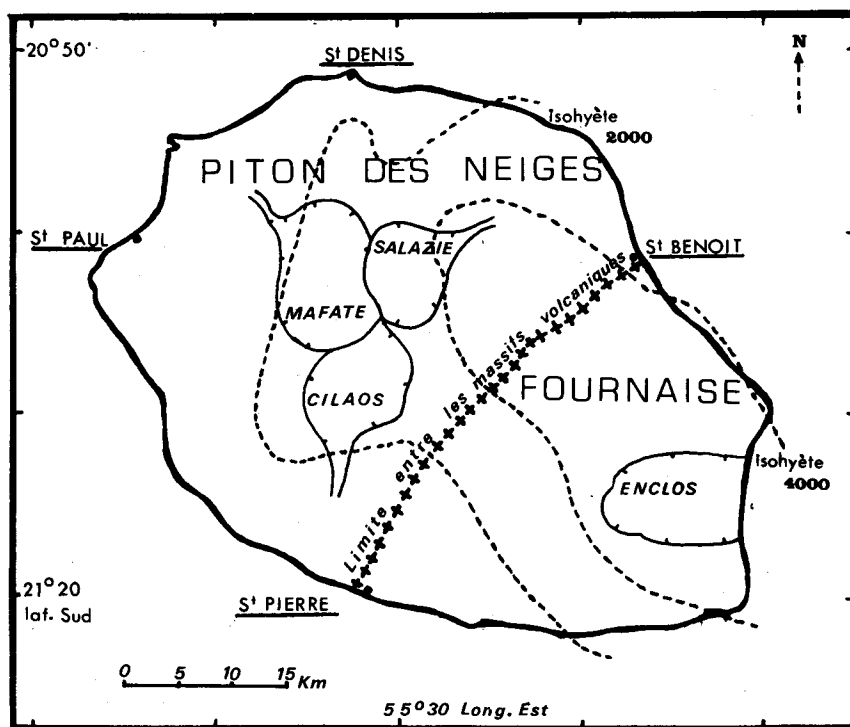 20°50'
St DENIS
N
Isohyète
2000
PITON DES NEIGES
St PAUL
SALAZIE
St BENOIT
MAFATE
Limite entre les massifs volcaniques
FOURNAISE
CILAOS
Isohyète
4000
ENCLOS
21°20
lat. Sud
St PIERRE
0 5 10 15
Km
55°30 Long. Est